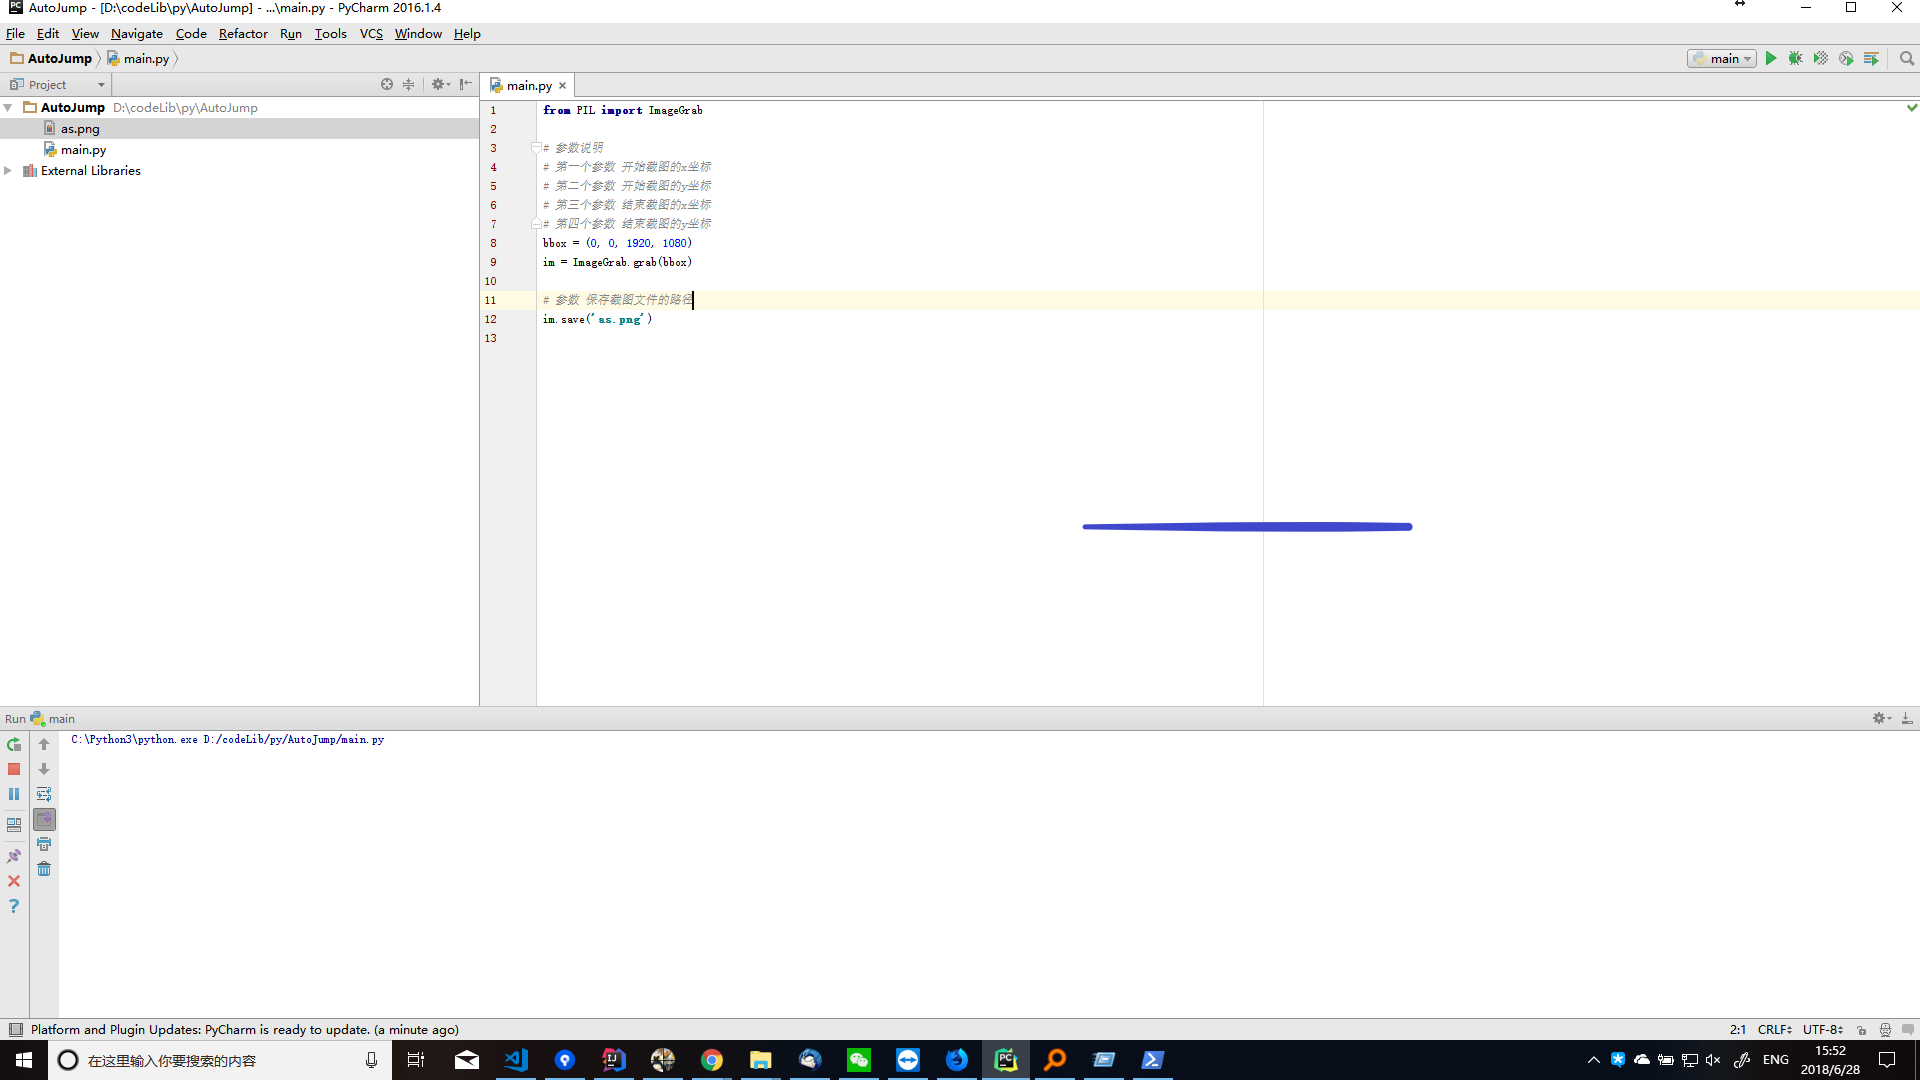 AutoJump - [D:\codeLib\py\AutoJump] - ...\main.py - PyCharm 2016.1.4
File Edit View Navigate Code Refactor Run Tools VCS Window Help
AutoJump main.py
main
Project
main.py
AutoJump D:\codeLib\py\AutoJump
as.png
main.py
External Libraries
1 from PIL import ImageGrab
2
3 # 参数说明
4 # 第一个参数 开始截图的x坐标
5 # 第二个参数 开始截图的y坐标
6 # 第三个参数 结束截图的x坐标
7 # 第四个参数 结束截图的y坐标
8 bbox = (0, 0, 1920, 1080)
9 im = ImageGrab.grab(bbox)
10
11 # 参数 保存截图文件的路径
12 im.save('as.png')
13
Run main
C:\Python3\python.exe D:/codeLib/py/AutoJump/main.py
Platform and Plugin Updates: PyCharm is ready to update. (a minute ago)
2:1 CRLF UTF-8
在这里输入你要搜索的内容
ENG
15:52
2018/6/28